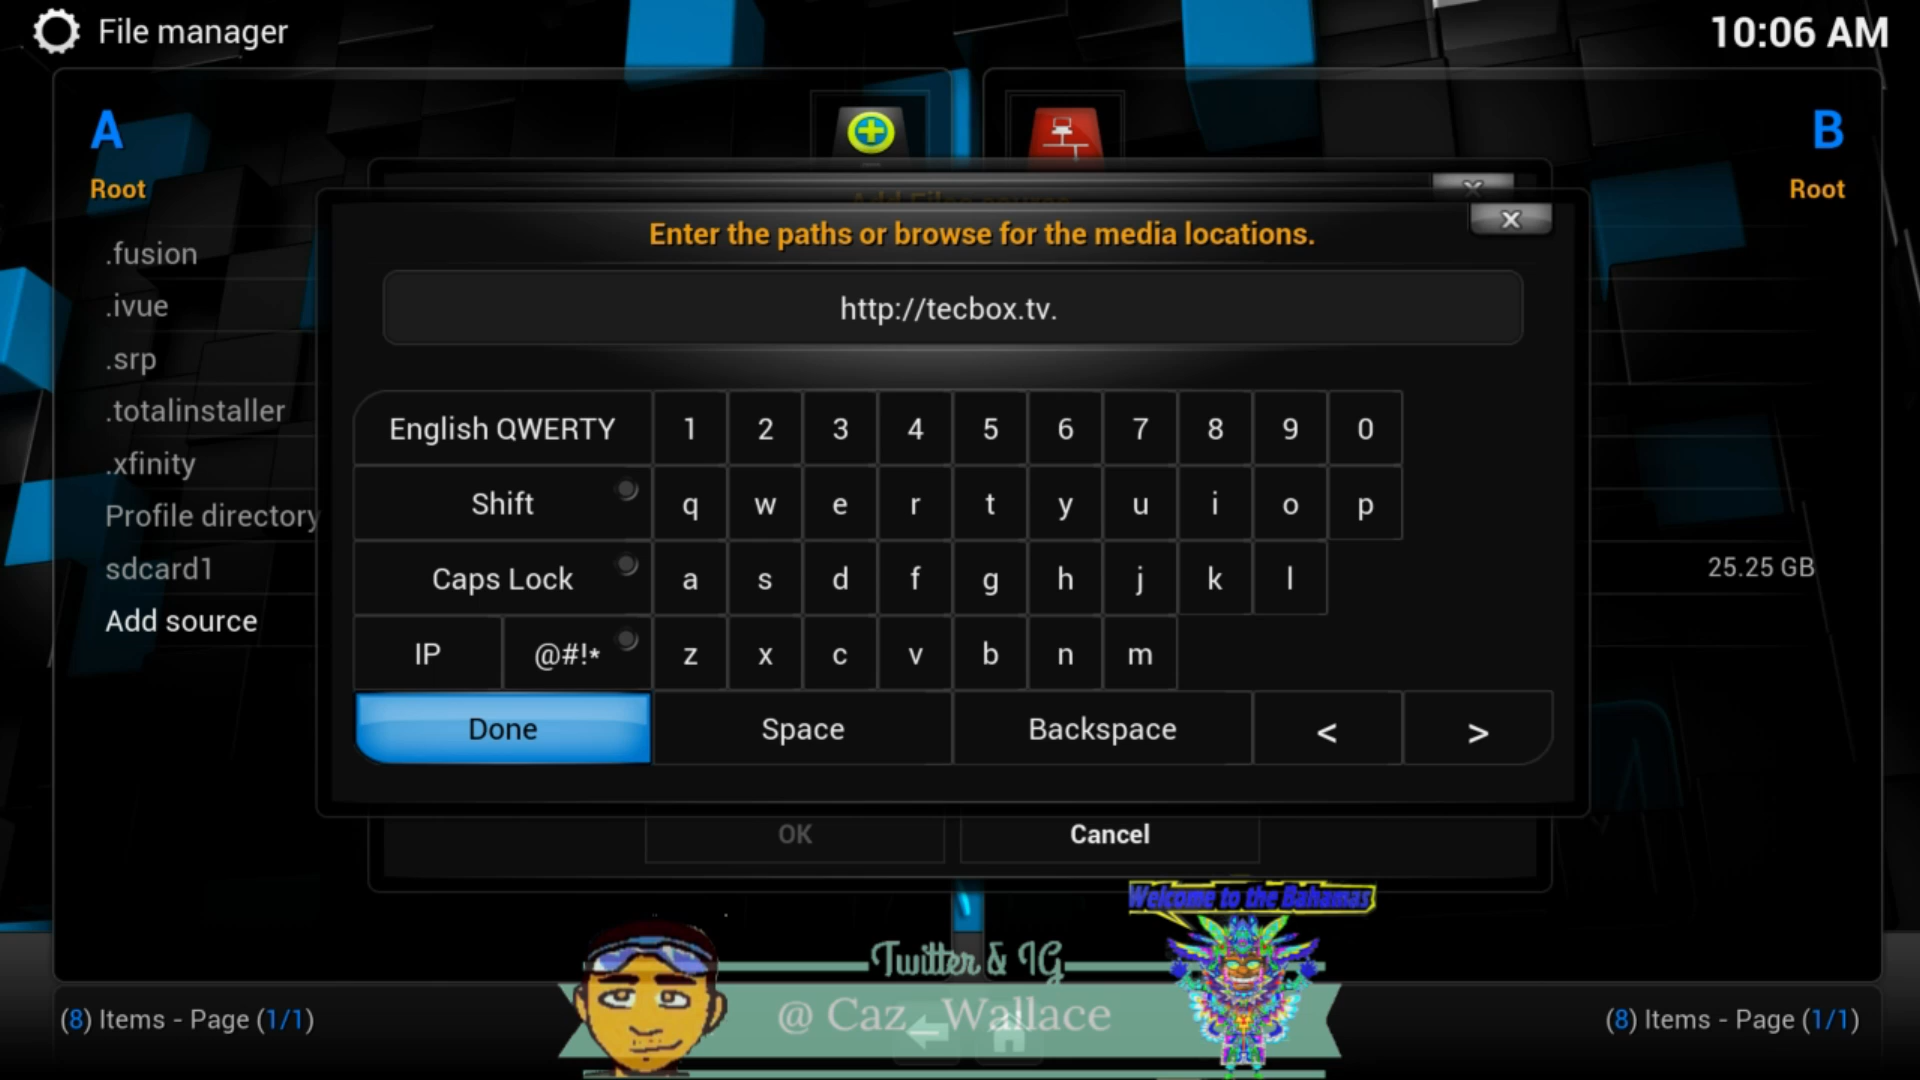 File manager
10:06 AM
A
B
Root
Root
Enter the paths or browse for the media locations.
http://tecbox.tv.
.fusion
.ivue
.srp
.totalinstaller
.xfinity
Profile directory
sdcard1
Add source
25.25 GB
English QWERTY 1 2 3 4 5 6 7 8 9 0
Shift q w e r t y u i o p
Caps Lock a s d f g h j k l
IP @#!* z x c v b n m
Done Space Backspace < >
OK Cancel
Welcome to the Bahamas
Twitter & IG
@ Caz_Wallace
(8) Items - Page (1/1)
(8) Items - Page (1/1)